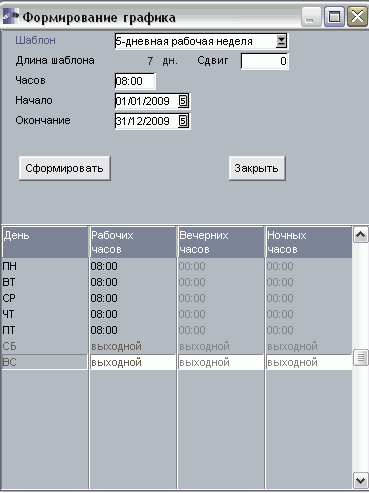 Формирование графика
Шаблон 5-дневная рабочая неделя
Длина шаблона 7 дн. Сдвиг 0
Часов 08:00
Начало 01/01/2009
Окончание 31/12/2009
Сформировать Закрыть
День Рабочих часов Вечерних часов Ночных часов
ПН 08:00 00:00 00:00
ВТ 08:00 00:00 00:00
СР 08:00 00:00 00:00
ЧТ 08:00 00:00 00:00
ПТ 08:00 00:00 00:00
СБ выходной выходной выходной
ВС выходной выходной выходной